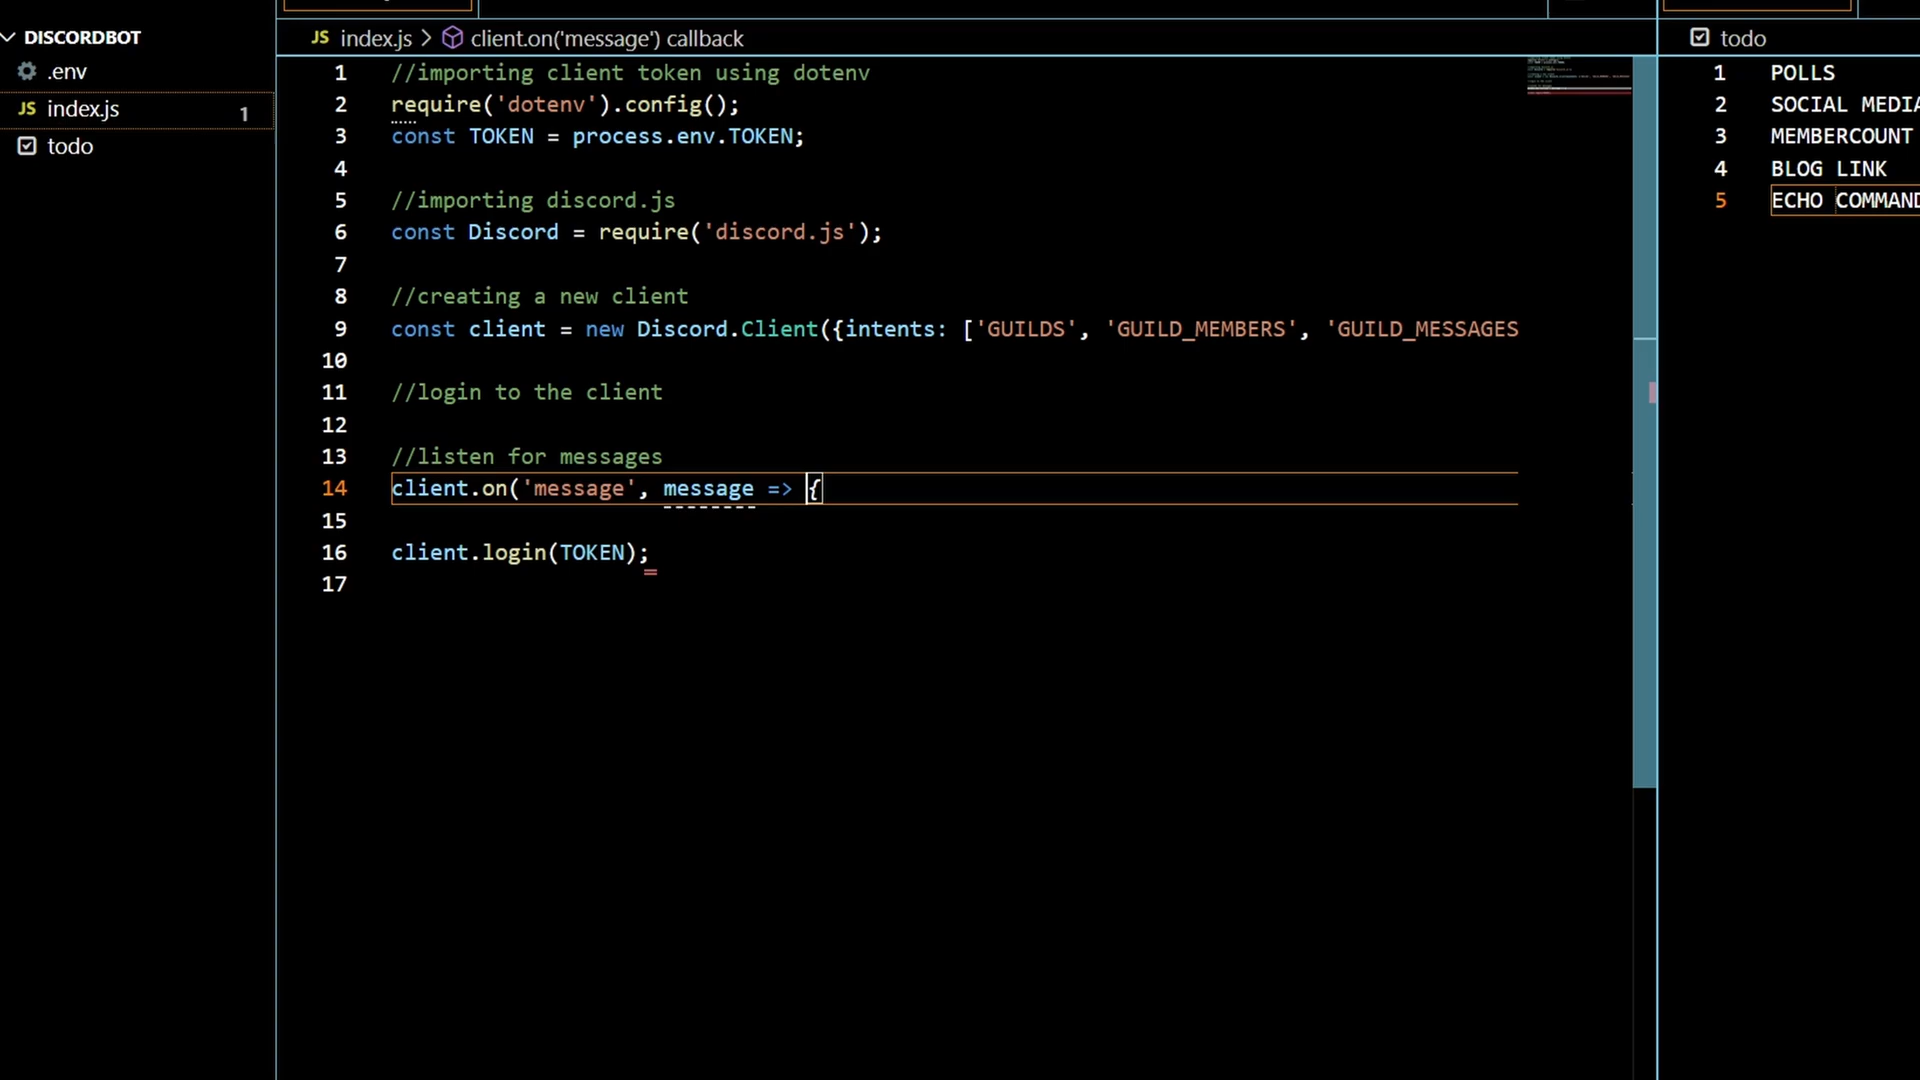 DISCORDBOT
.env
JS index.js 1
todo
JS index.js > client.on('message') callback
1 //importing client token using dotenv
2 require('dotenv').config();
3 const TOKEN = process.env.TOKEN;
4
5 //importing discord.js
6 const Discord = require('discord.js');
7
8 //creating a new client
9 const client = new Discord.Client({intents: ['GUILDS', 'GUILD_MEMBERS', 'GUILD_MESSAGES
10
11 //login to the client
12
13 //listen for messages
14 client.on('message', message => {
15
16 client.login(TOKEN);
17
todo
1 POLLS
2 SOCIAL MEDIA
3 MEMBERCOUNT
4 BLOG LINK
5 ECHO COMMAND